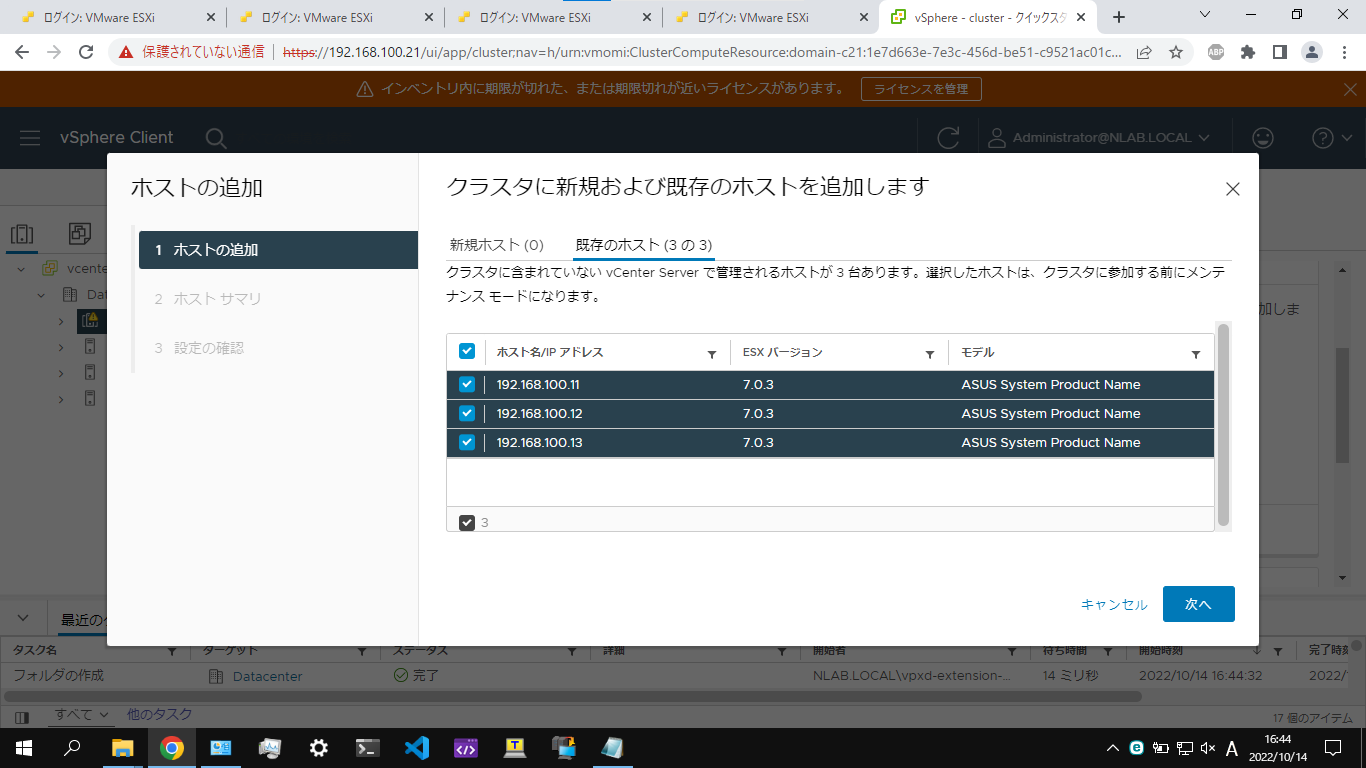 ログイン: VMware ESXi
ログイン: VMware ESXi
ログイン: VMware ESXi
ログイン: VMware ESXi
vSphere - cluster - クイックスタ
保護されていない通信
https://192.168.100.21/ui/app/cluster;nav=h/urn:vmomi:ClusterComputeResource:domain-c21:1e7d663e-7e3c-456d-be51-c9521ac01c...
ABP
インベントリ内に期限が切れた、または期限切れが近いライセンスがあります。
ライセンスを管理
vSphere Client
Administrator@NLAB.LOCAL
ホストの追加
1 ホストの追加
2 ホスト サマリ
3 設定の確認
クラスタに新規および既存のホストを追加します
新規ホスト (0)
既存のホスト (3 の 3)
クラスタに含まれていない vCenter Server で管理されるホストが 3 台あります。選択したホストは、クラスタに参加する前にメンテ
ナンス モードになります。
ホスト名/IP アドレス ESX バージョン モデル
192.168.100.11 7.0.3 ASUS System Product Name
192.168.100.12 7.0.3 ASUS System Product Name
192.168.100.13 7.0.3 ASUS System Product Name
3
キャンセル
次へ
vcente
Dat
加しま
最近の
タスク名 ターゲット ステータス 詳細 開始者 待ち時間 開始時刻 完了時刻
フォルダの作成 Datacenter 完了 NLAB.LOCAL\vpxd-extension-... 14 ミリ秒 2022/10/14 16:44:32 2022/
すべて 他のタスク
17 個のアイテム
A
16:44
2022/10/14